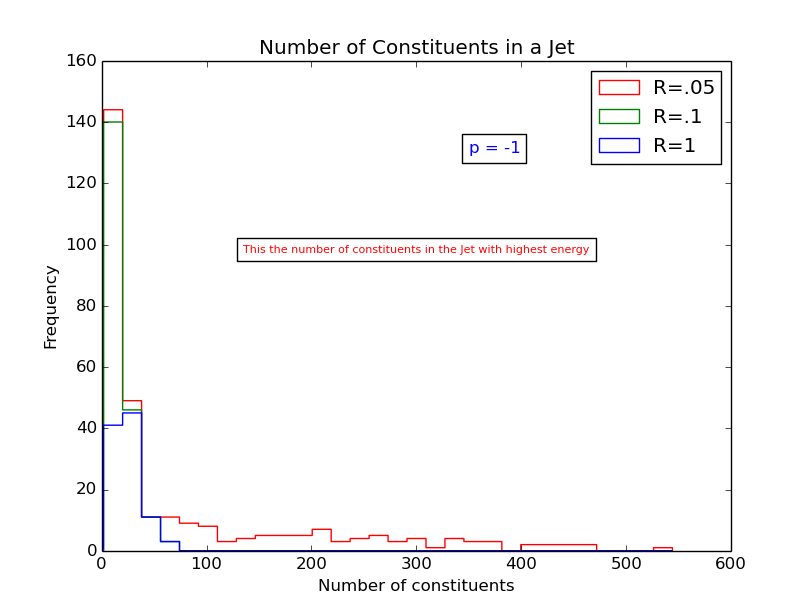 Number of Constituents in a Jet
160
140
120
100
80
60
40
20
0
Frequency
R=.05
R=.1
R=1
p = -1
This the number of constituents in the Jet with highest energy
0 100 200 300 400 500 600
Number of constituents